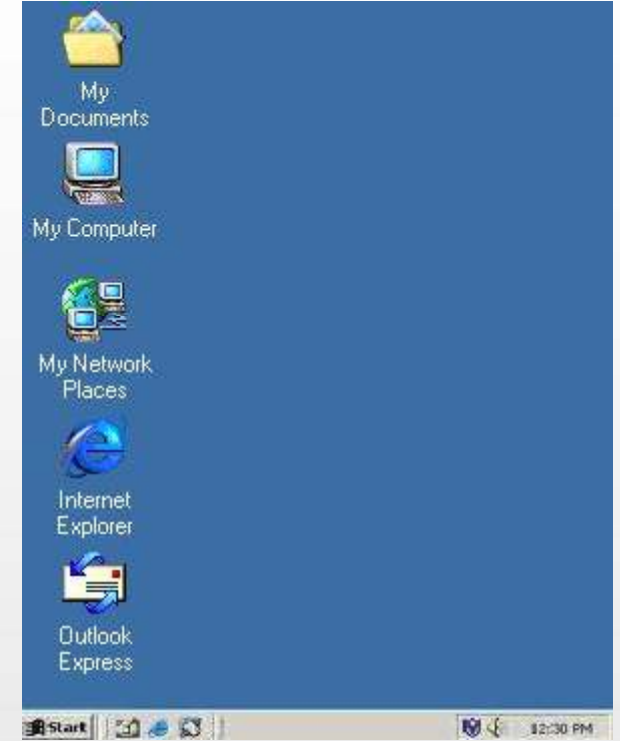 My
Documents
My Computer
My Network
Places
Internet
Explorer
Outlook
Express
Start
12:30 PM